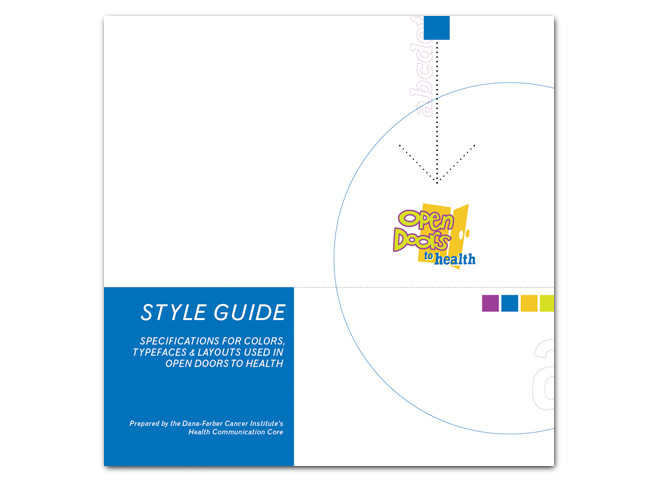 abcdef
Open
Doors
to health
STYLE GUIDE
SPECIFICATIONS FOR COLORS,
TYPEFACES & LAYOUTS USED IN
OPEN DOORS TO HEALTH
a
Prepared by the Dana-Farber Cancer Institute's
Health Communication Core